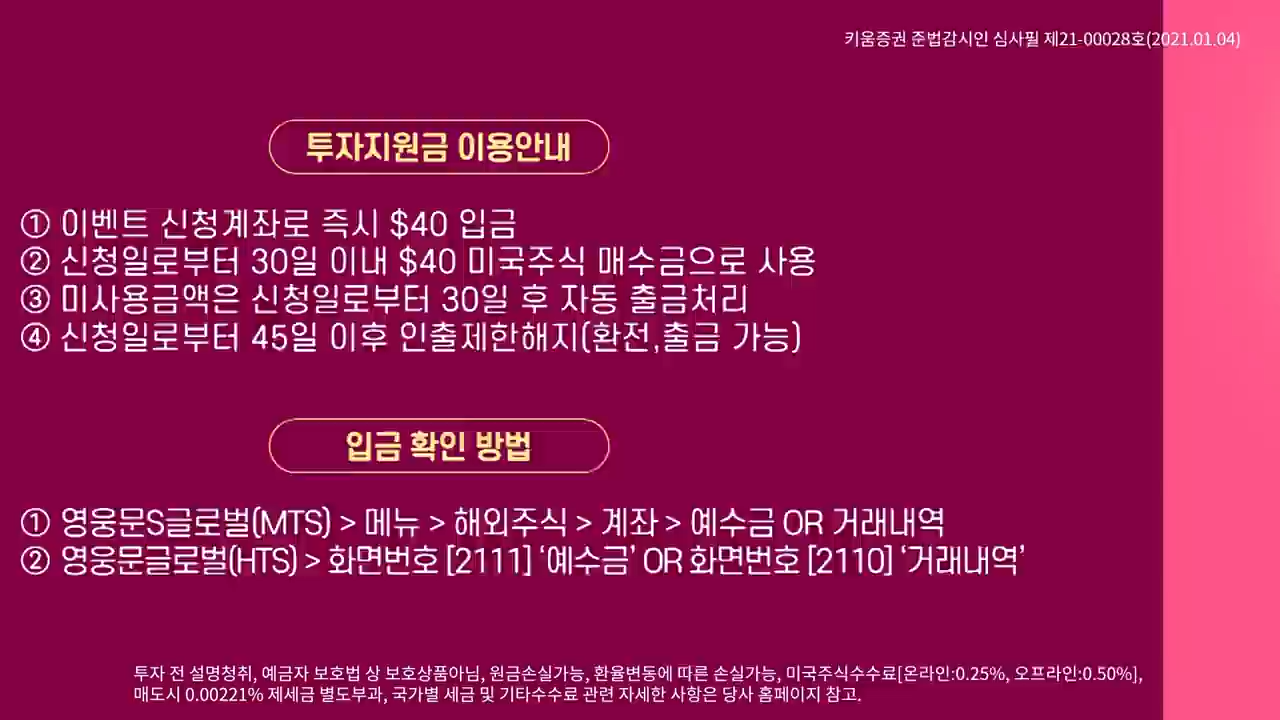 키움증권 준법감시인 심사필 제21-00028호(2021.01.04)
투자지원금 이용안내
① 이벤트 신청계좌로 즉시 $40 입금
② 신청일로부터 30일 이내 $40 미국주식 매수금으로 사용
③ 미사용금액은 신청일로부터 30일 후 자동 출금처리
④ 신청일로부터 45일 이후 인출제한해지(환전,출금 가능)
입금 확인 방법
① 영웅문S글로벌(MTS) > 메뉴 > 해외주식 > 계좌 > 예수금 OR 거래내역
② 영웅문글로벌(HTS) > 화면번호 [2111] ‘예수금’ OR 화면번호 [2110] ‘거래내역’
투자 전 설명청취, 예금자 보호법 상 보호상품아님, 원금손실가능, 환율변동에 따른 손실가능, 미국주식수수료[온라인:0.25%, 오프라인:0.50%],
매도시 0.00221% 제세금 별도부과, 국가별 세금 및 기타수수료 관련 자세한 사항은 당사 홈페이지 참고.